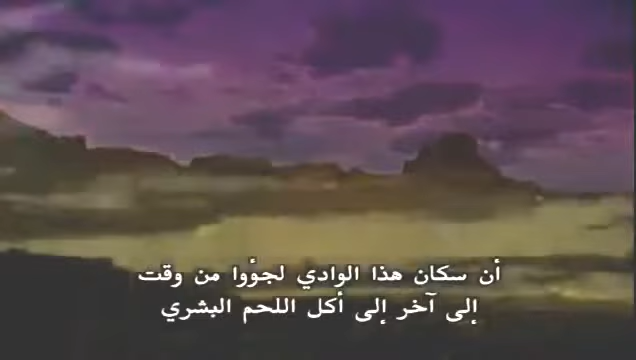 أن سكان هذا الوادي لجؤوا من وقت
إلى آخر إلى أكل اللحم البشري